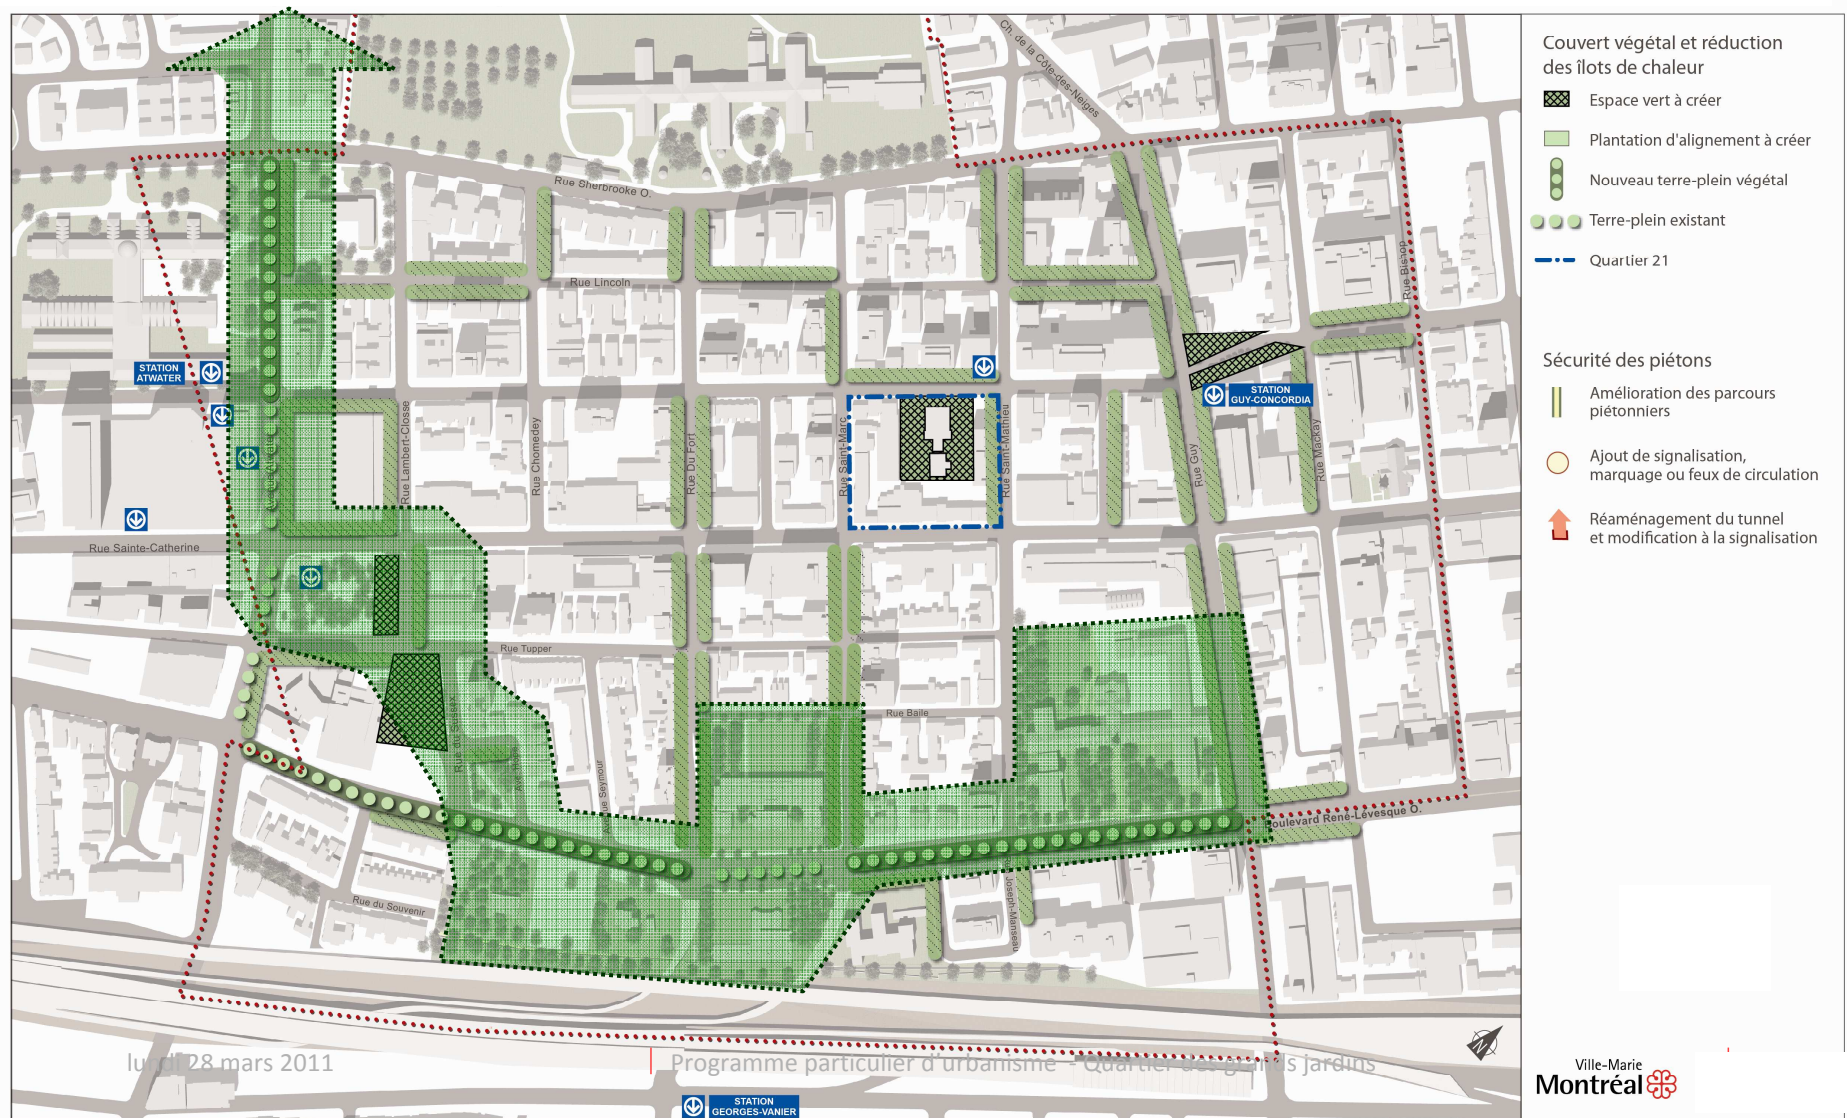 Ch. de la Côte-des-Neiges
Rue Sherbrooke O.
Rue Bishop
Rue Lincoln
STATION
ATWATER
STATION
GUY-CONCORDIA
Rue Lambert-Closse
Rue Chomedey
Rue Du Fort
Rue Saint-Marc
Rue Saint-Mathieu
Rue Guy
Rue Mackay
Rue Sainte-Catherine
Rue Tupper
Rue du Sussex
Rue Baile
Rue Seymour
Boulevard René-Lévesque O.
Rue du Souvenir
Joseph-Manseau
lundi 28 mars 2011
Programme particulier d'urbanisme - Quartier des grands jardins
STATION
GEORGES-VANIER
Couvert végétal et réduction
des îlots de chaleur
Espace vert à créer
Plantation d'alignement à créer
Nouveau terre-plein végétal
Terre-plein existant
Quartier 21
Sécurité des piétons
Amélioration des parcours
piétonniers
Ajout de signalisation,
marquage ou feux de circulation
Réaménagement du tunnel
et modification à la signalisation
N
Ville-Marie
Montréal